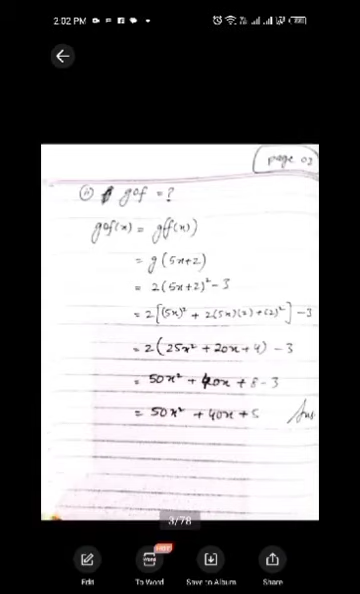 2:02 PM
page 03
ii) gof = ?
gof(x) = g(f(x))
= g(5x+2)
= 2(5x+2)² - 3
= 2[(5x)² + 2(5x)(2) + (2)²] - 3
= 2(25x² + 20x + 4) - 3
= 50x² + 40x + 8 - 3
= 50x² + 40x + 5 Ans
3/78
Edit To Word Save to Album Share